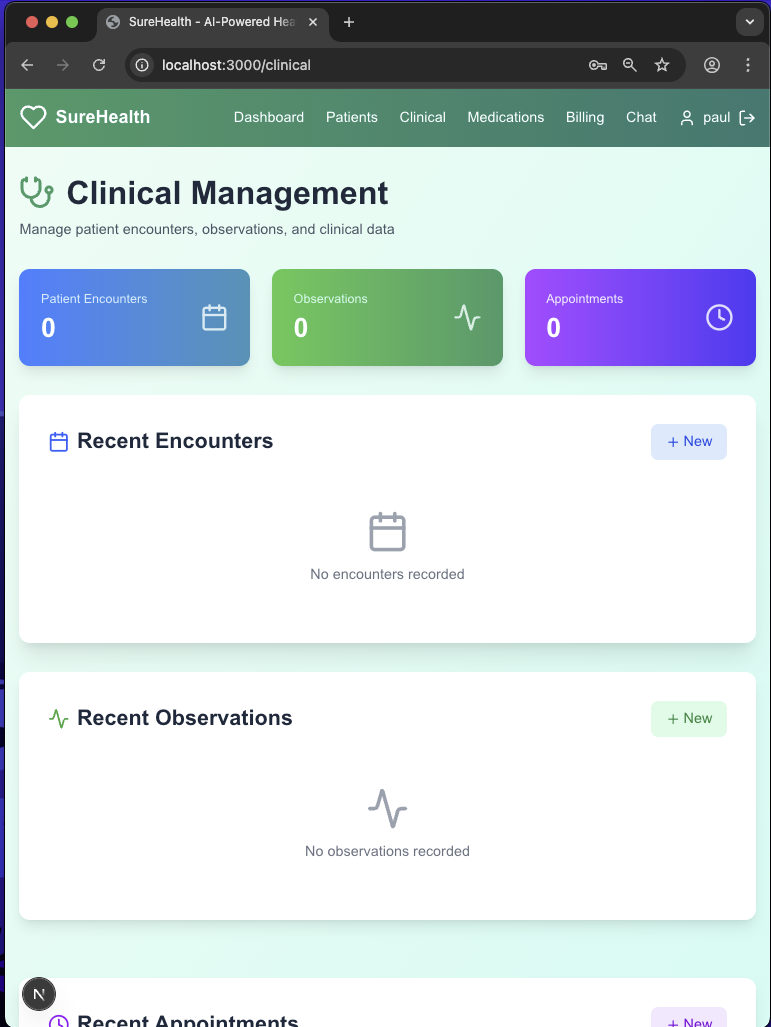 SureHealth - AI-Powered Hea
localhost:3000/clinical
SureHealth
Dashboard
Patients
Clinical
Medications
Billing
Chat
paul
Clinical Management
Manage patient encounters, observations, and clinical data
Patient Encounters
0
Observations
0
Appointments
0
Recent Encounters
+ New
No encounters recorded
Recent Observations
+ New
No observations recorded
N
Recent Appointments
+ New